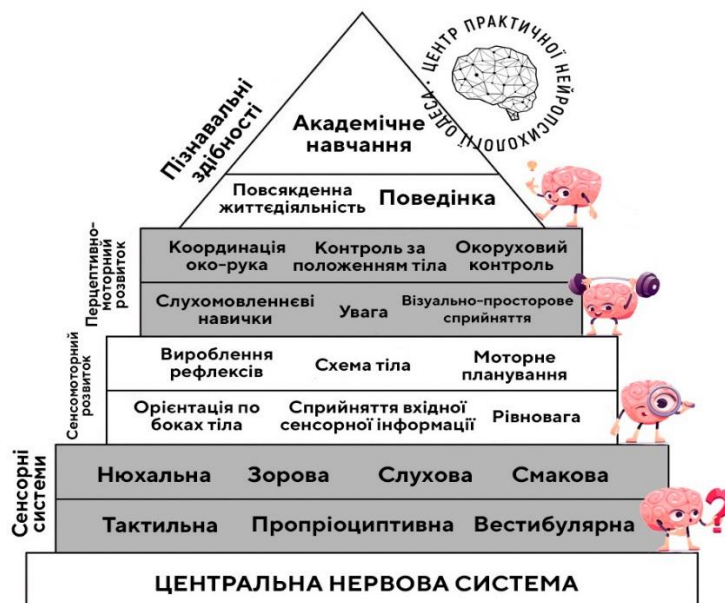 ЦЕНТР ПРАКТИЧНОЇ НЕЙРОПСИХОЛОГІЇ ОДЕСА
Пізнавальні
здібності
Академічне
навчання
Повсякденна
життєдіяльність
Поведінка
Перцептивно-
моторний
розвиток
Координація
око-рука
Контроль за
положенням тіла
Окоруховий
контроль
Слухомовленнєві
навички
Увага
Візуально-просторове
сприйняття
Сенсомоторний
розвиток
Вироблення
рефлексів
Схема тіла
Моторне
планування
Орієнтація по
боках тіла
Сприйняття вхідної
сенсорної інформації
Рівновага
Сенсорні
системи
Нюхальна Зорова Слухова Смакова
Тактильна Пропріоциптивна Вестибулярна
ЦЕНТРАЛЬНА НЕРВОВА СИСТЕМА